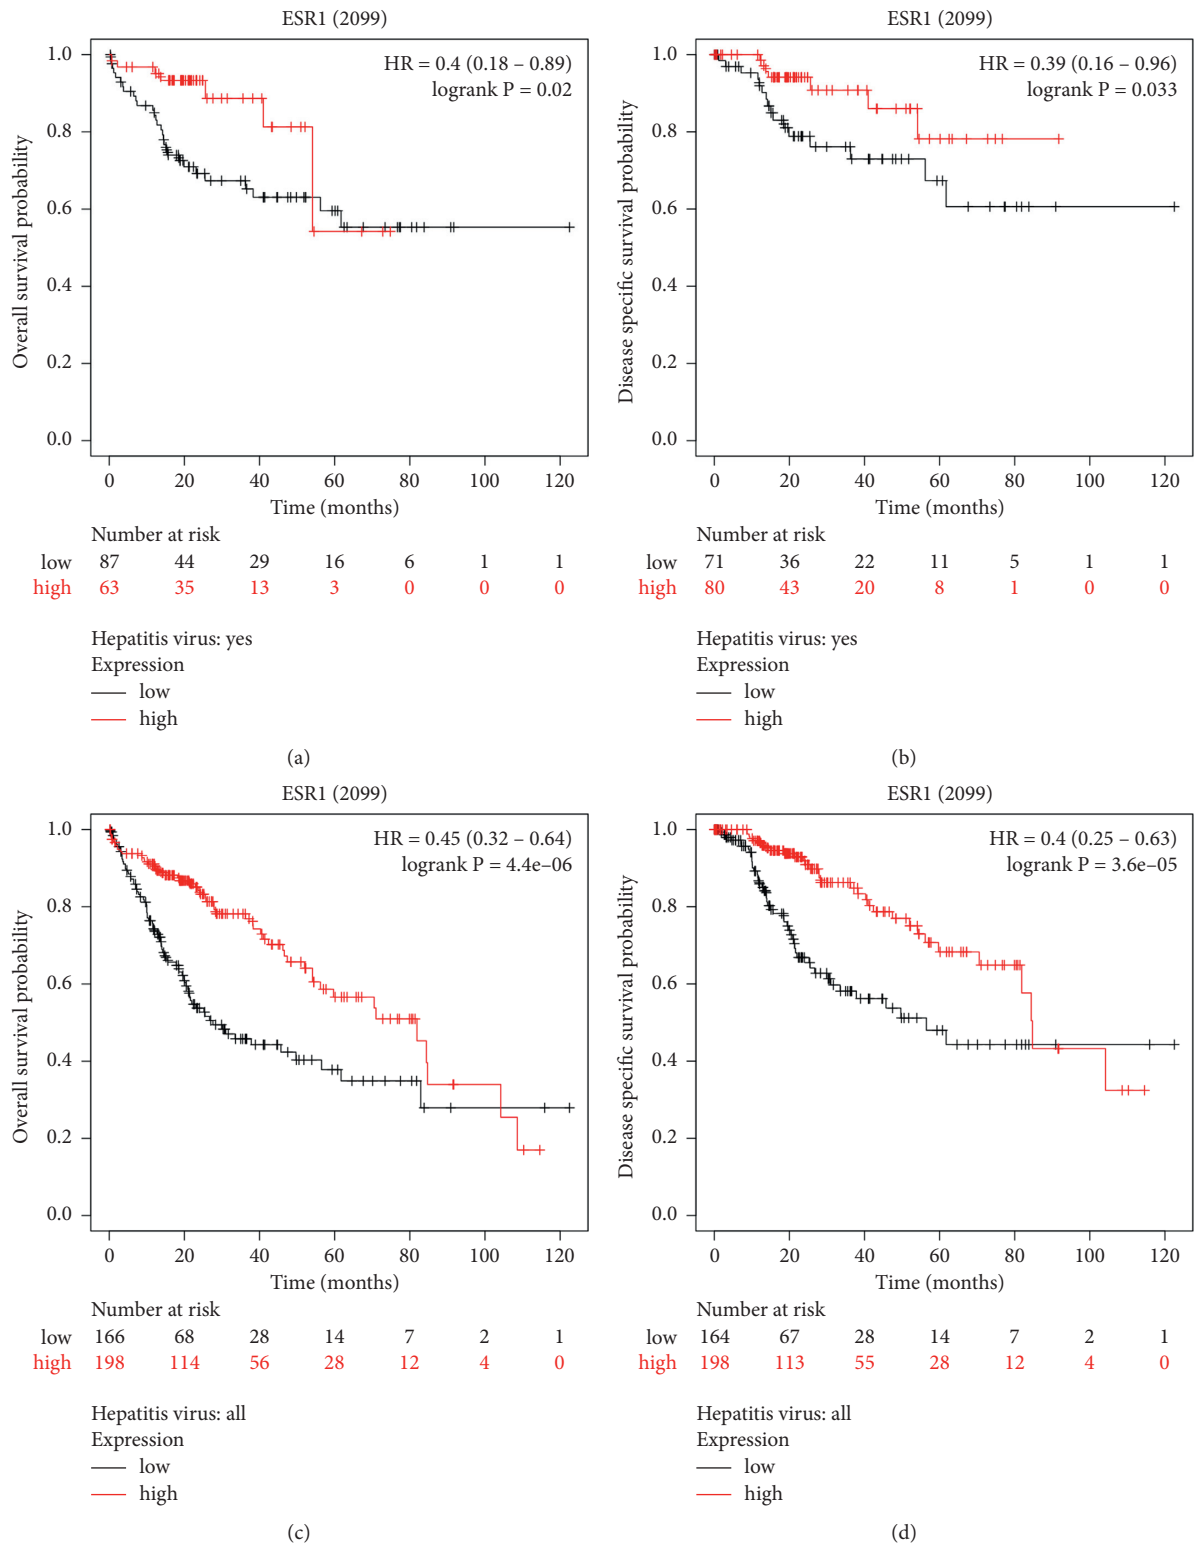 ESR1 (2099)
HR = 0.4 (0.18 – 0.89)
logrank P = 0.02
Overall survival probability
1.0
0.8
0.6
0.4
0.2
0.0
0 20 40 60 80 100 120
Time (months)
Number at risk
low 87 44 29 16 6 1 1
high 63 35 13 3 0 0 0
Hepatitis virus: yes
Expression
low
high
(a)
ESR1 (2099)
HR = 0.39 (0.16 – 0.96)
logrank P = 0.033
Disease specific survival probability
1.0
0.8
0.6
0.4
0.2
0.0
0 20 40 60 80 100 120
Time (months)
Number at risk
low 71 36 22 11 5 1 1
high 80 43 20 8 1 0 0
Hepatitis virus: yes
Expression
low
high
(b)
ESR1 (2099)
HR = 0.45 (0.32 – 0.64)
logrank P = 4.4e–06
Overall survival probability
1.0
0.8
0.6
0.4
0.2
0.0
0 20 40 60 80 100 120
Time (months)
Number at risk
low 166 68 28 14 7 2 1
high 198 114 56 28 12 4 0
Hepatitis virus: all
Expression
low
high
(c)
ESR1 (2099)
HR = 0.4 (0.25 – 0.63)
logrank P = 3.6e–05
Disease specific survival probability
1.0
0.8
0.6
0.4
0.2
0.0
0 20 40 60 80 100 120
Time (months)
Number at risk
low 164 67 28 14 7 2 1
high 198 113 55 28 12 4 0
Hepatitis virus: all
Expression
low
high
(d)